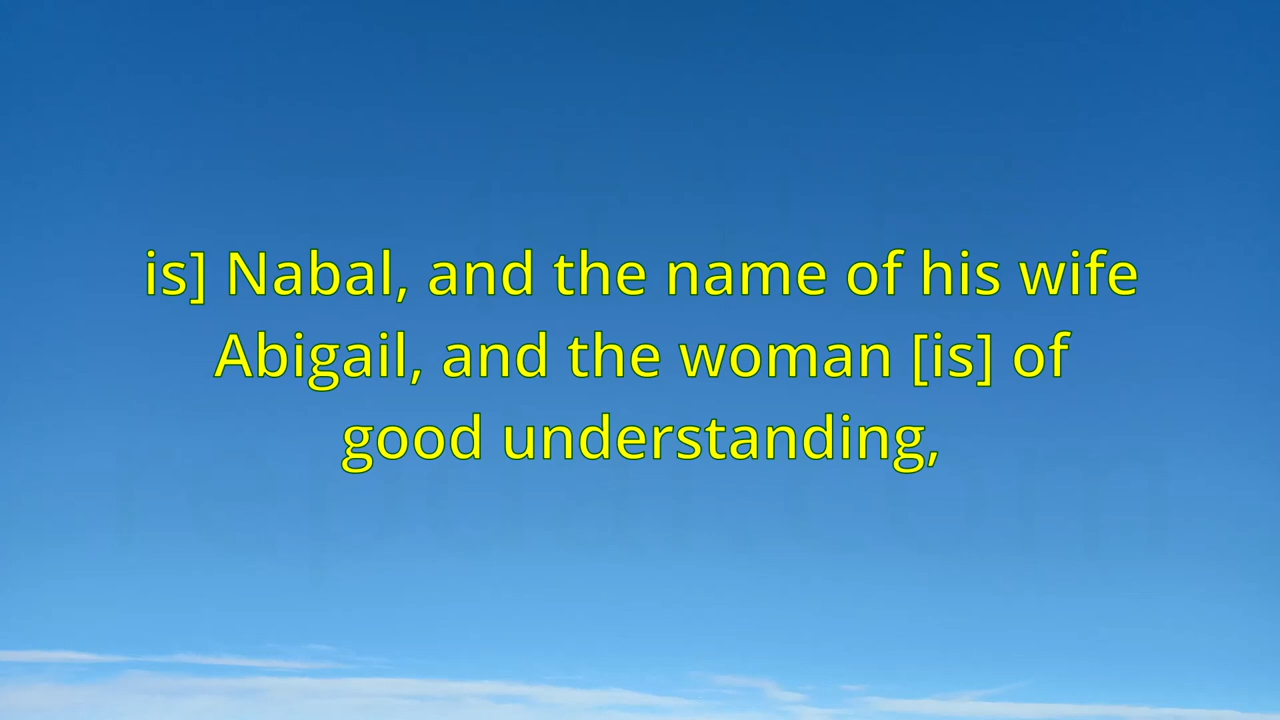 is] Nabal, and the name of his wife
Abigail, and the woman [is] of
good understanding,